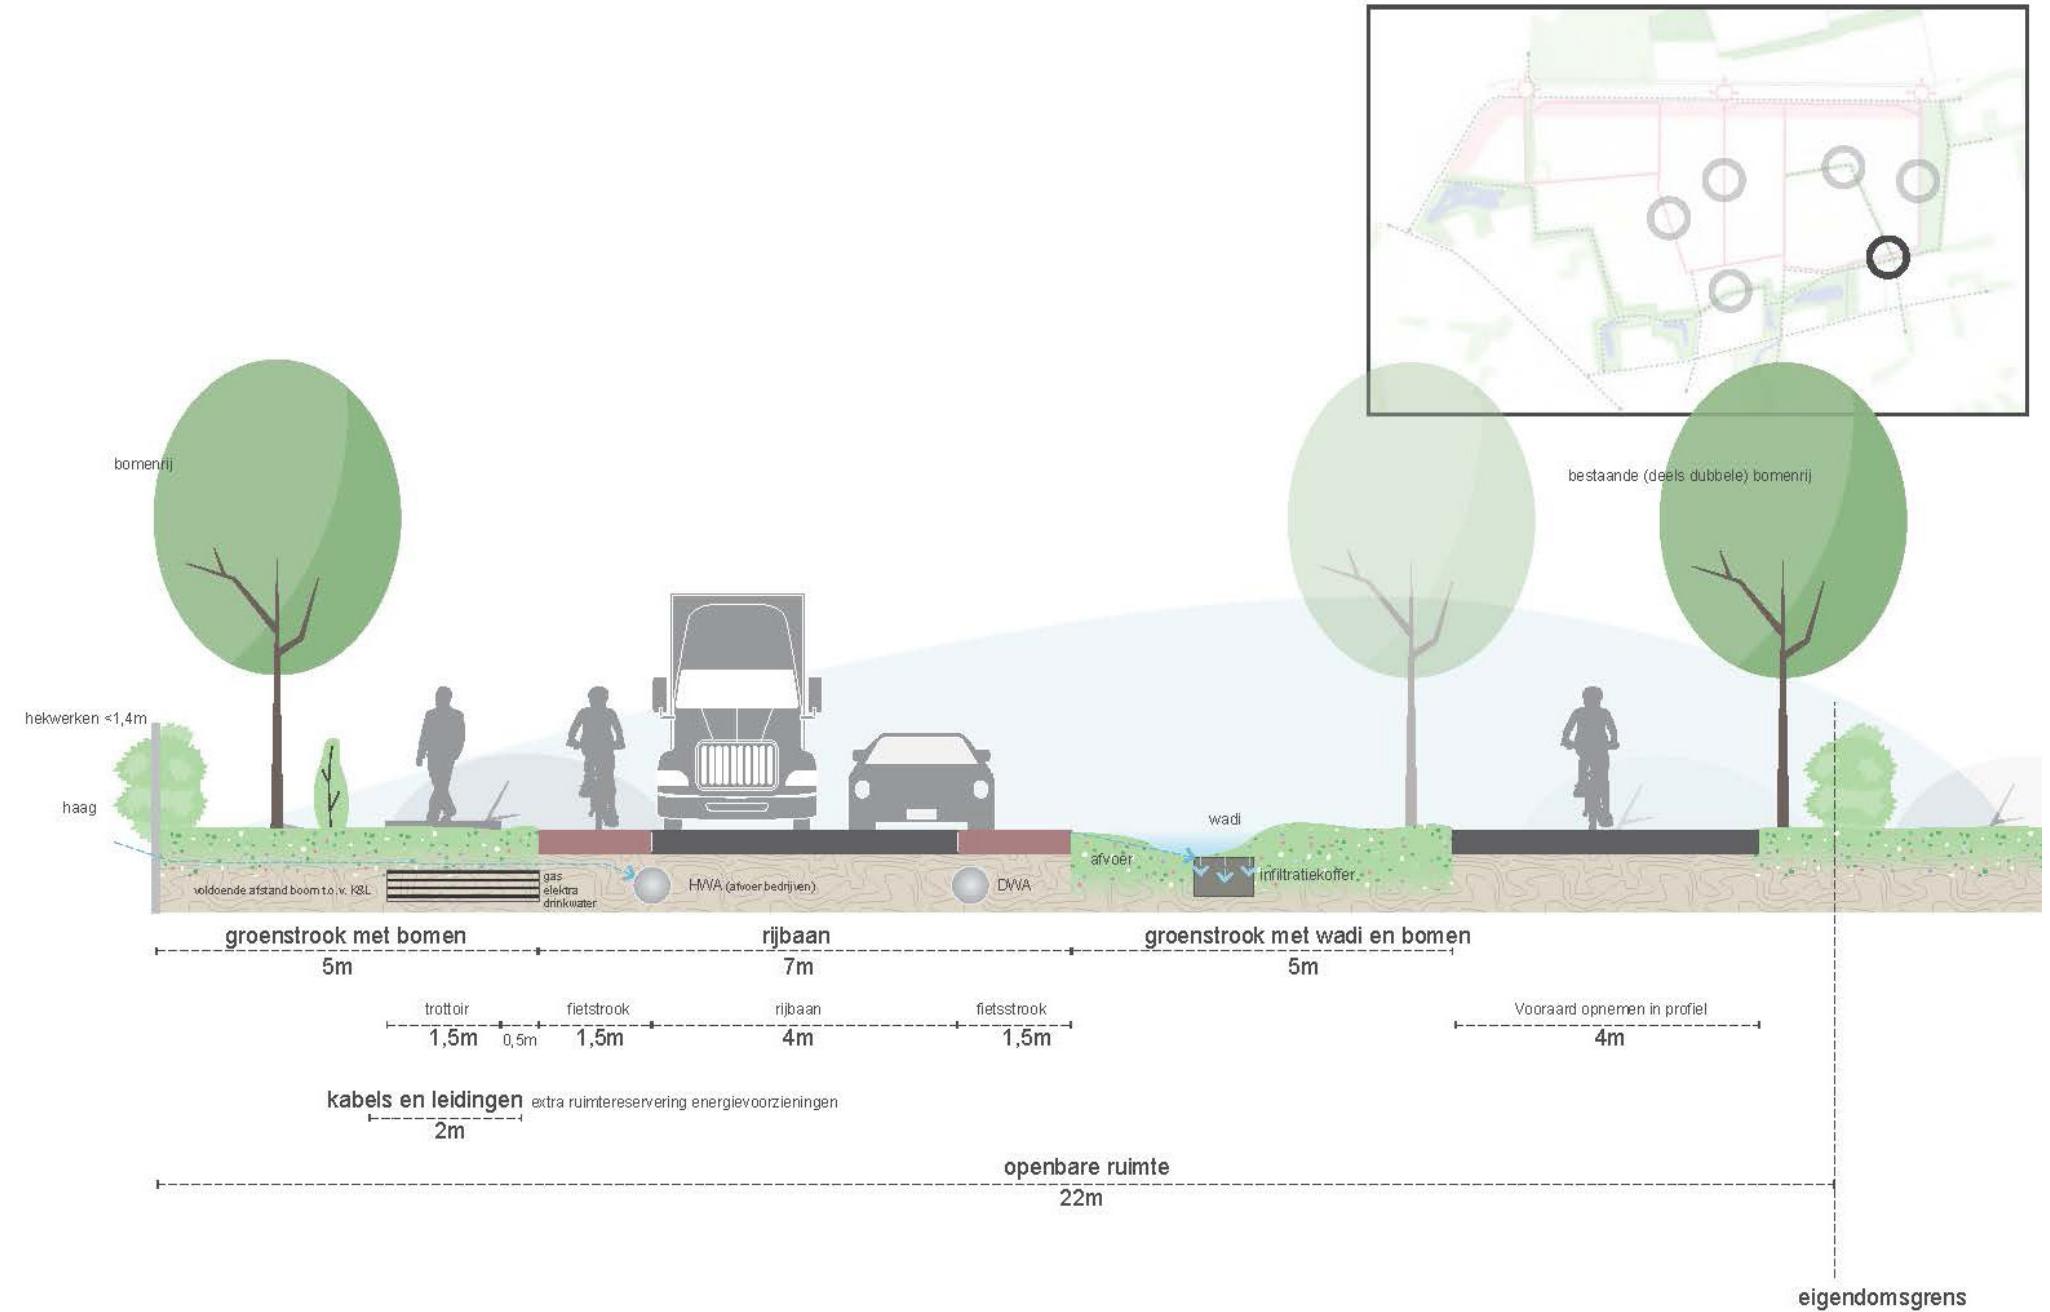 bomenrij
bestaande (deels dubbele) bomenrij
hekwerken <1,4m
haag
wadi
afvoer
infiltratiekoffer
voldoende afstand boom t.o.v. K&L
gas
elektra
drinkwater
HWA (afvoer bedrijven)
DWA
groenstrook met bomen
5m
rijbaan
7m
groenstrook met wadi en bomen
5m
trottoir
1,5m
0,5m
fietstrook
1,5m
rijbaan
4m
fietsstrook
1,5m
Vooraard opnemen in profiel
4m
kabels en leidingen extra ruimtereservering energievoorzieningen
2m
openbare ruimte
22m
eigendomsgrens